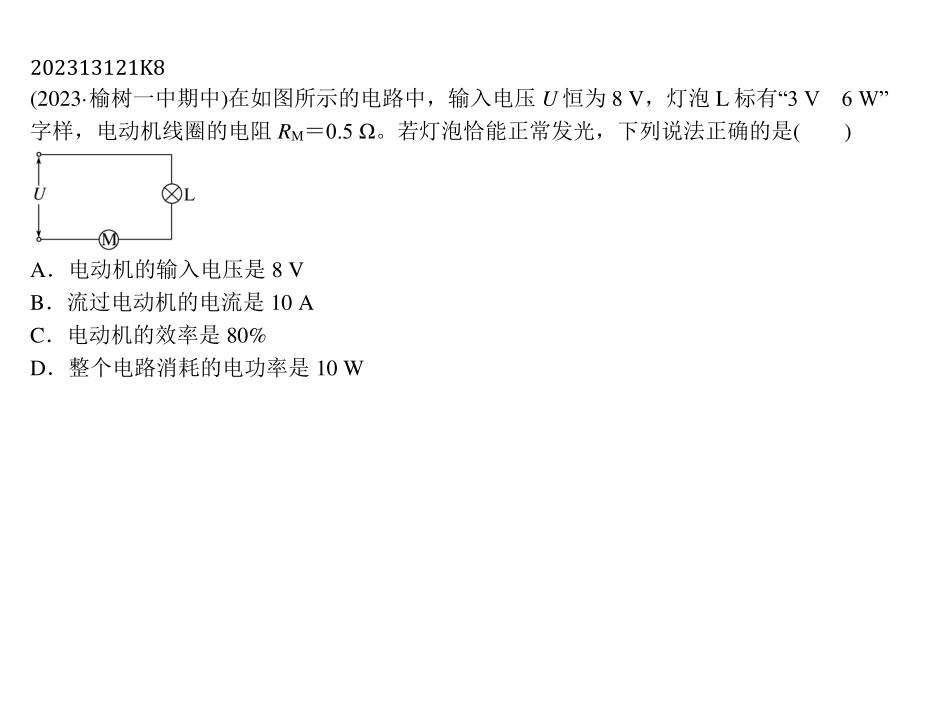 202313121K8
(2023·榆树一中期中)在如图所示的电路中，输入电压 U 恒为 8 V，灯泡 L 标有“3 V　6 W”
字样，电动机线圈的电阻 RM＝0.5 Ω。若灯泡恰能正常发光，下列说法正确的是(　　)
U
L
M
A．电动机的输入电压是 8 V
B．流过电动机的电流是 10 A
C．电动机的效率是 80%
D．整个电路消耗的电功率是 10 W